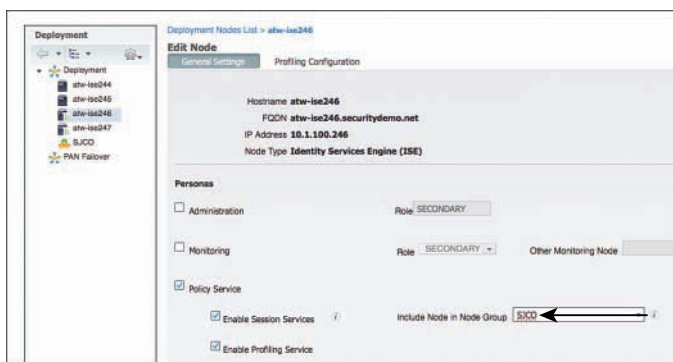 Deployment
Deployment
atw-ise244
atw-ise245
atw-ise246
atw-ise247
SJCO
PAN Failover
Deployment Nodes List > atw-ise246
Edit Node
General Settings
Profiling Configuration
Hostname atw-ise246
FQDN atw-ise246.securitydemo.net
IP Address 10.1.100.246
Node Type Identity Services Engine (ISE)
Personas
Administration
Role SECONDARY
Monitoring
Role SECONDARY
Other Monitoring Node
Policy Service
Enable Session Services i
Include Node in Node Group SJCO i
Enable Profiling Service